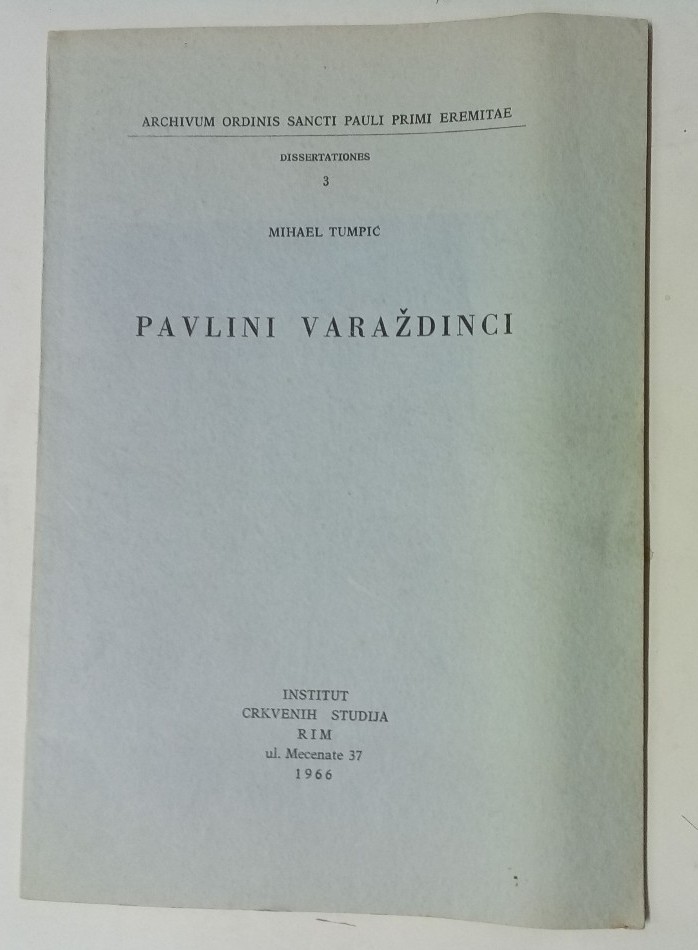 ARCHIVUM ORDINIS SANCTI PAULI PRIMI EREMITAE
DISSERTATIONES
3
MIHAEL TUMPIĆ
PAVLINI VARAŽDINCI
INSTITUT
CRKVENIH STUDIJA
RIM
ul. Mecenate 37
1966